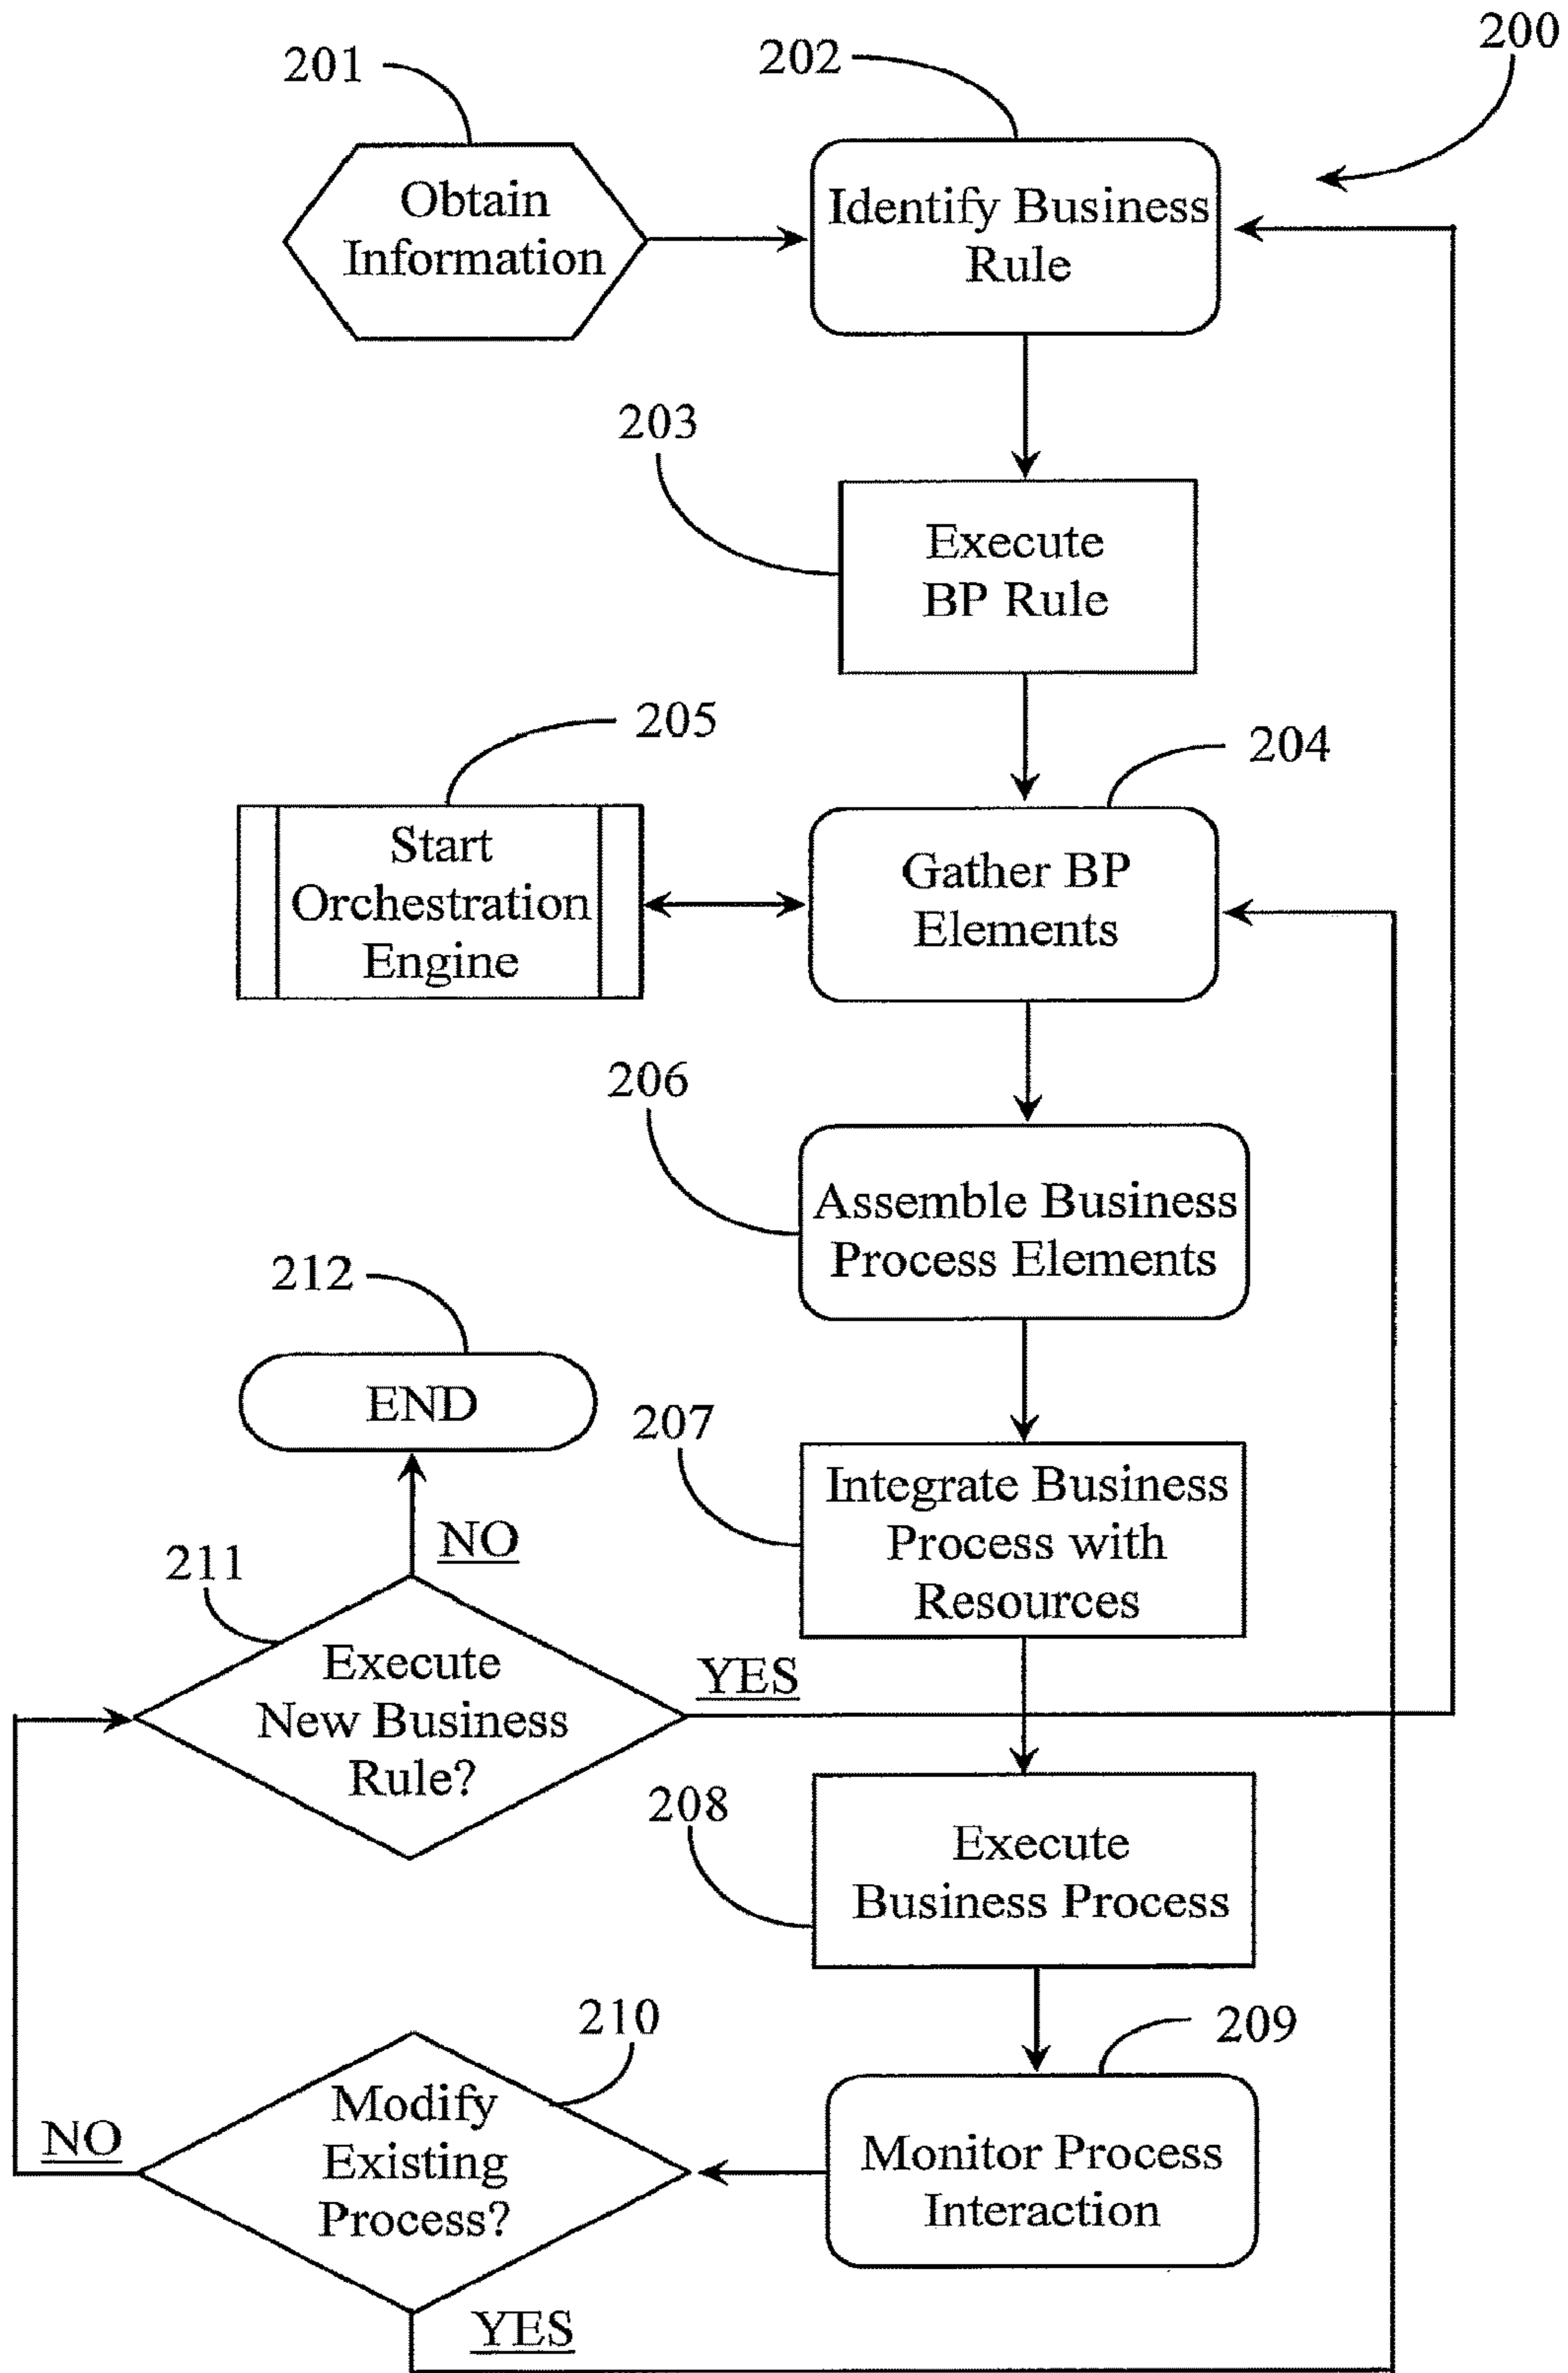 200
201
202
Obtain
Information
Identify Business
Rule
203
Execute
BP Rule
205
204
Start
Orchestration
Engine
Gather BP
Elements
206
Assemble Business
Process Elements
212
END
207
Integrate Business
Process with
Resources
NO
211
Execute
New Business
Rule?
YES
208
Execute
Business Process
210
209
Modify
Existing
Process?
NO
Monitor Process
Interaction
YES